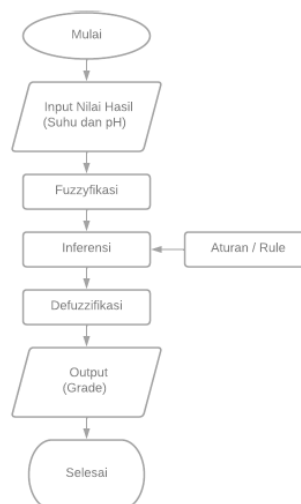 Mulai
Input Nilai Hasil
(Suhu dan pH)
Fuzzyfikasi
Inferensi
Aturan / Rule
Defuzzifikasi
Output
(Grade)
Selesai